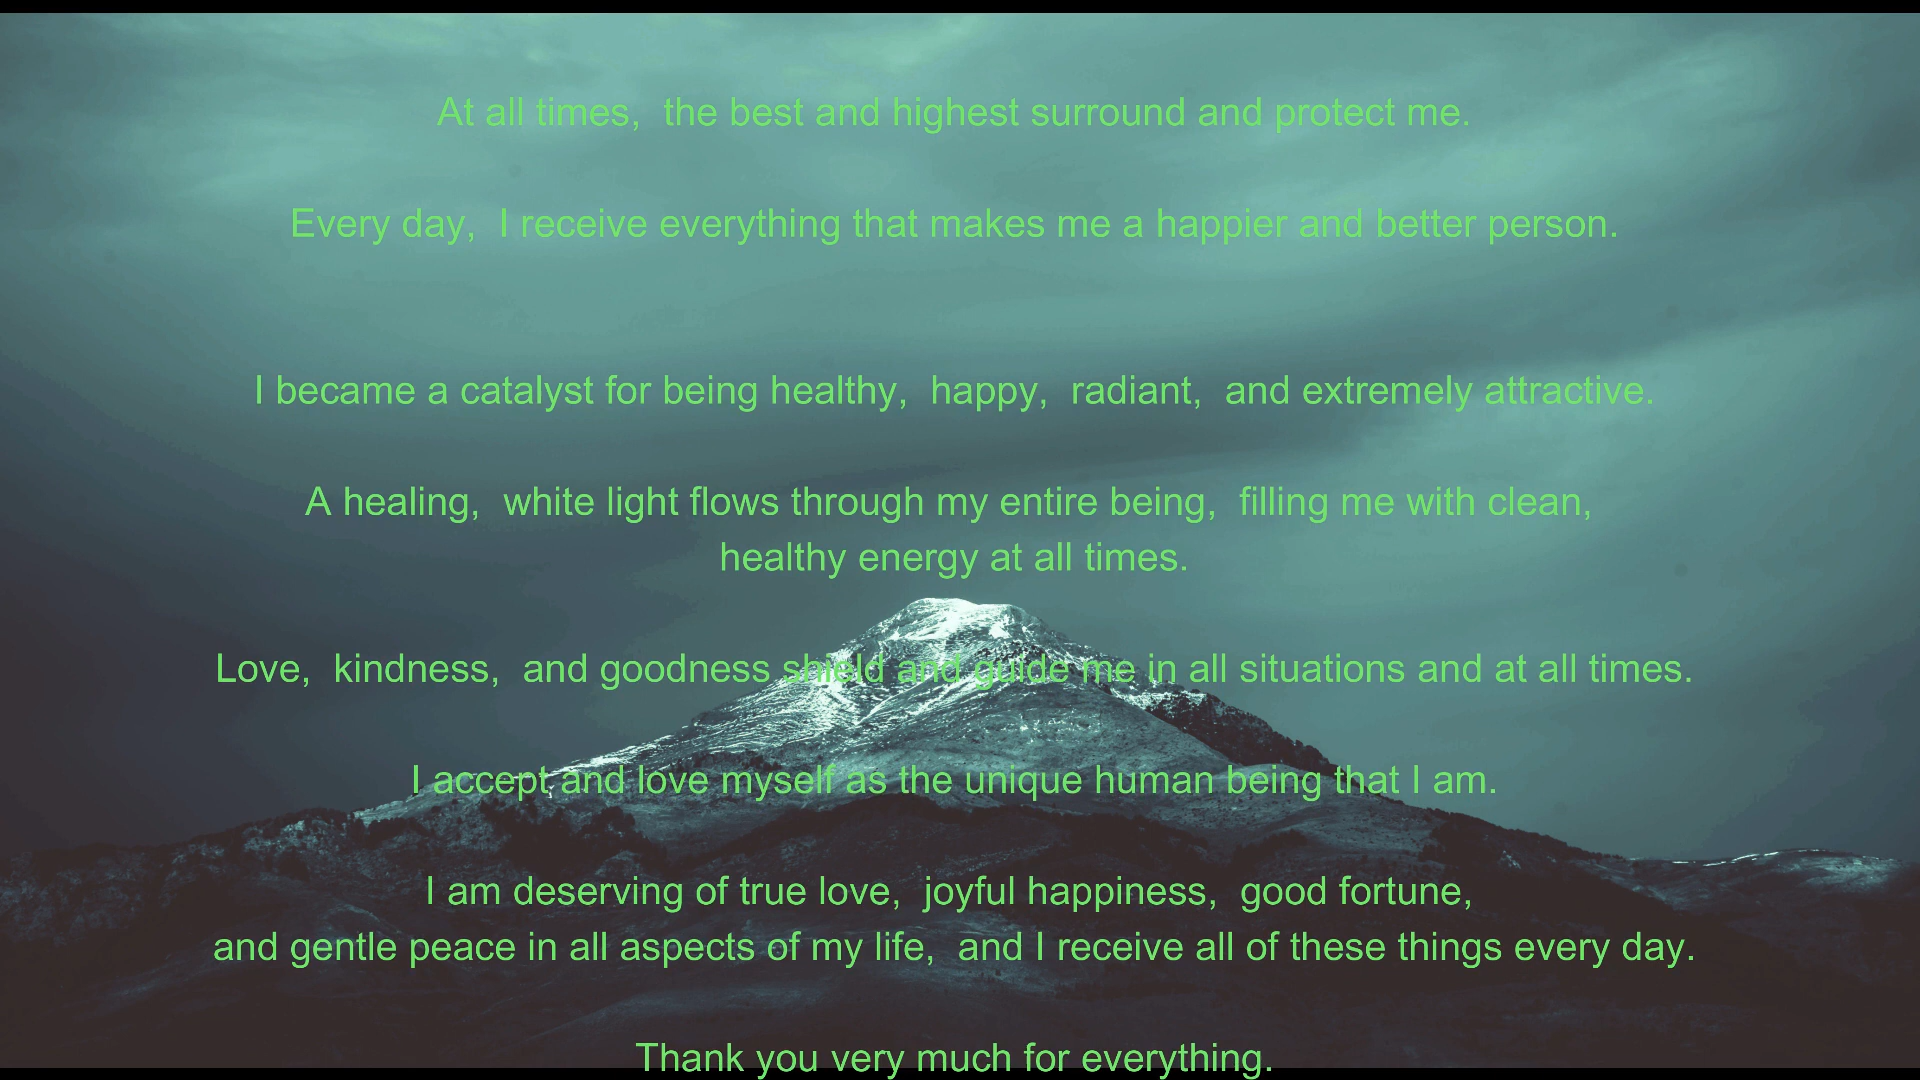 At all times,  the best and highest surround and protect me.
Every day,  I receive everything that makes me a happier and better person.
I became a catalyst for being healthy,  happy,  radiant,  and extremely attractive.
A healing,  white light flows through my entire being,  filling me with clean,
healthy energy at all times.
Love,  kindness,  and goodness shield and guide me in all situations and at all times.
I accept and love myself as the unique human being that I am.
I am deserving of true love,  joyful happiness,  good fortune,
and gentle peace in all aspects of my life,  and I receive all of these things every day.
Thank you very much for everything.